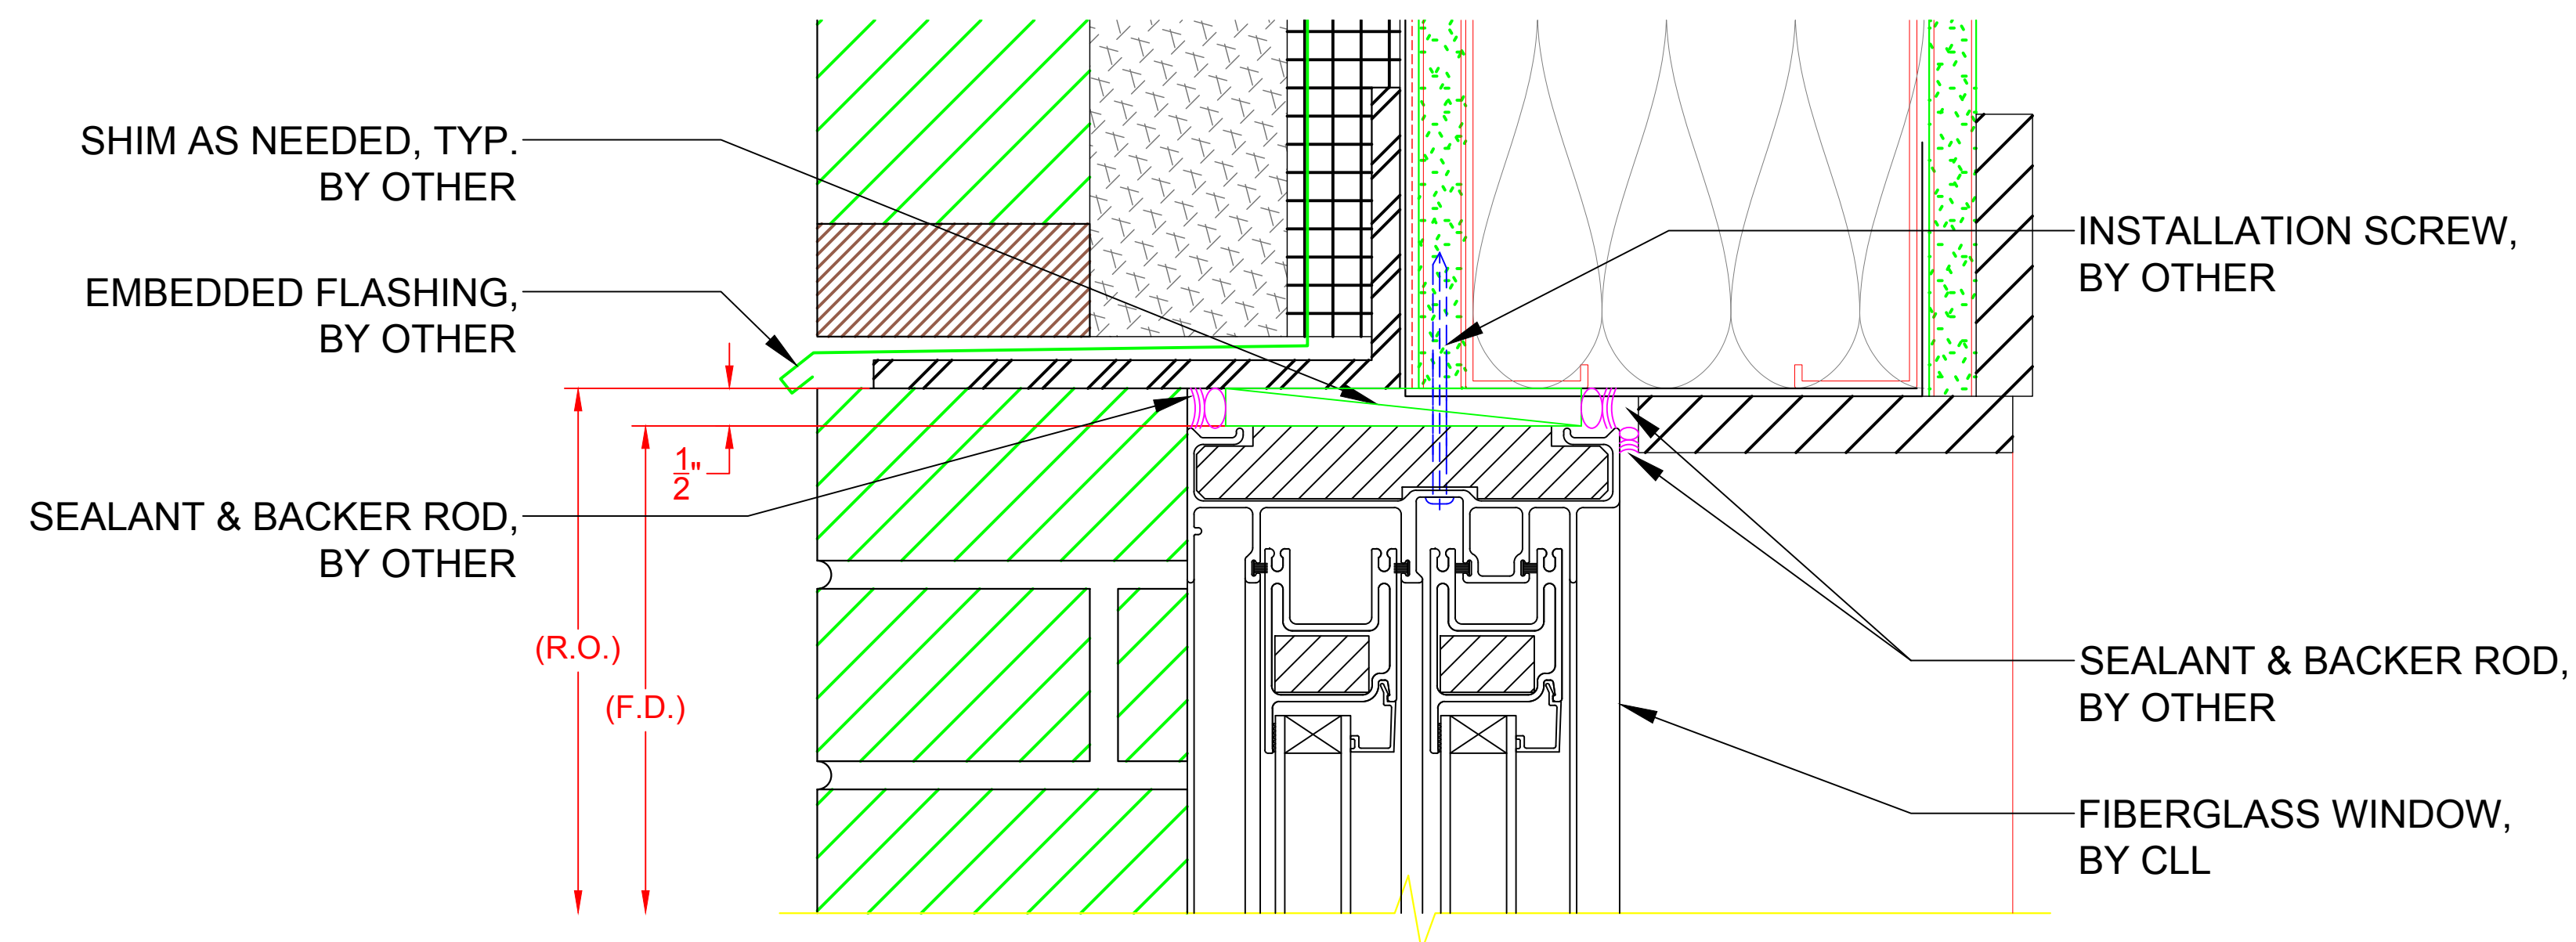 SHIM AS NEEDED, TYP.
BY OTHER
EMBEDDED FLASHING,
BY OTHER
1/2"
SEALANT & BACKER ROD,
BY OTHER
(R.O.)
(F.D.)
INSTALLATION SCREW,
BY OTHER
SEALANT & BACKER ROD,
BY OTHER
FIBERGLASS WINDOW,
BY CLL